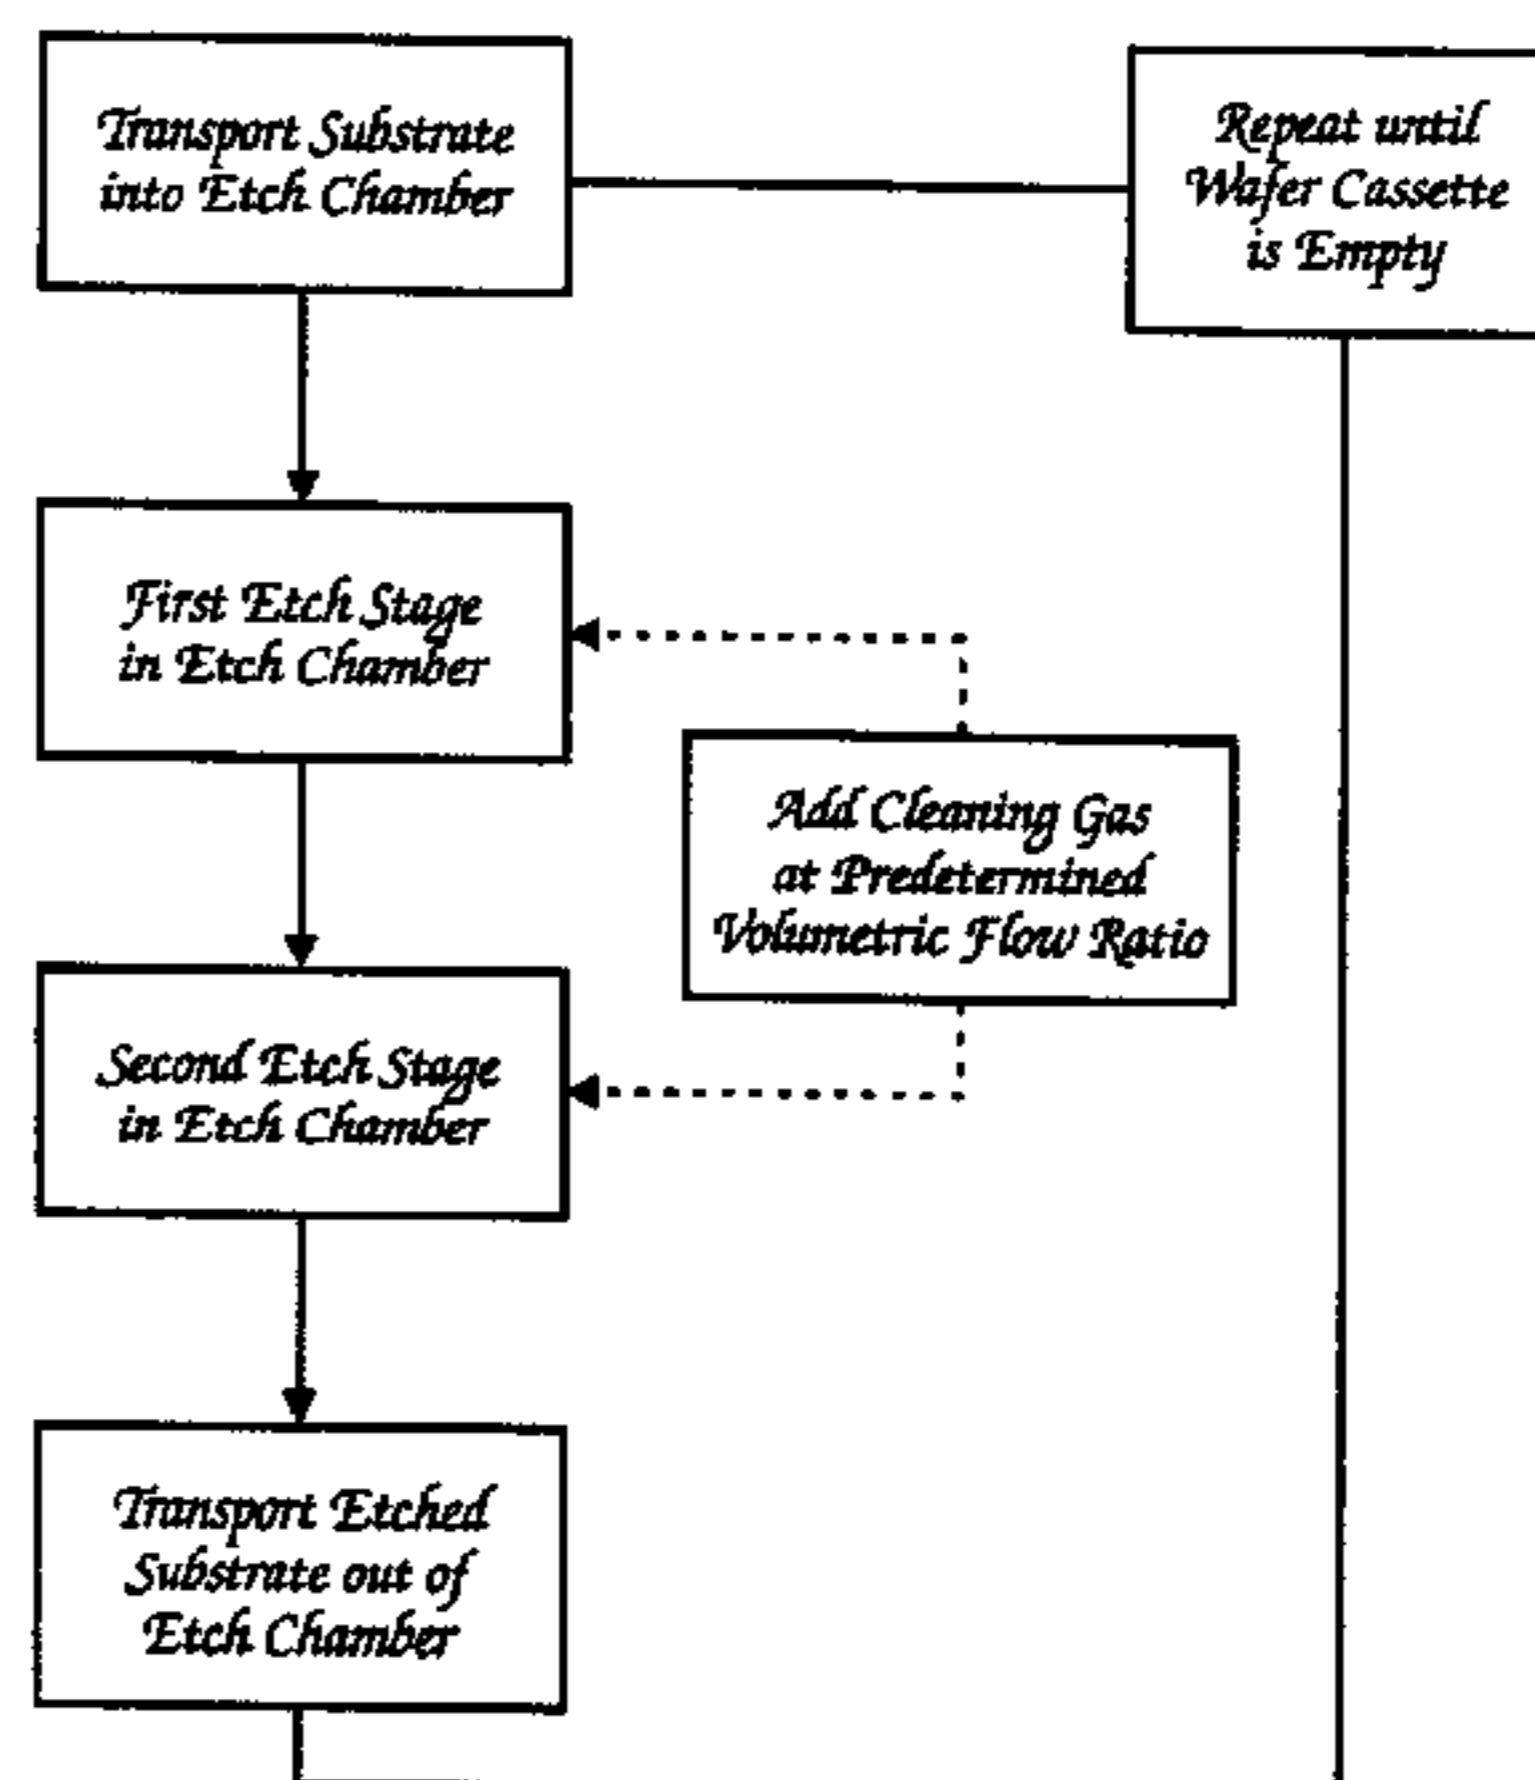 Transport Substrate
into Etch Chamber
Repeat until
Wafer Cassette
is Empty
First Etch Stage
in Etch Chamber
Add Cleaning Gas
at Predetermined
Volumetric Flow Ratio
Second Etch Stage
in Etch Chamber
Transport Etched
Substrate out of
Etch Chamber